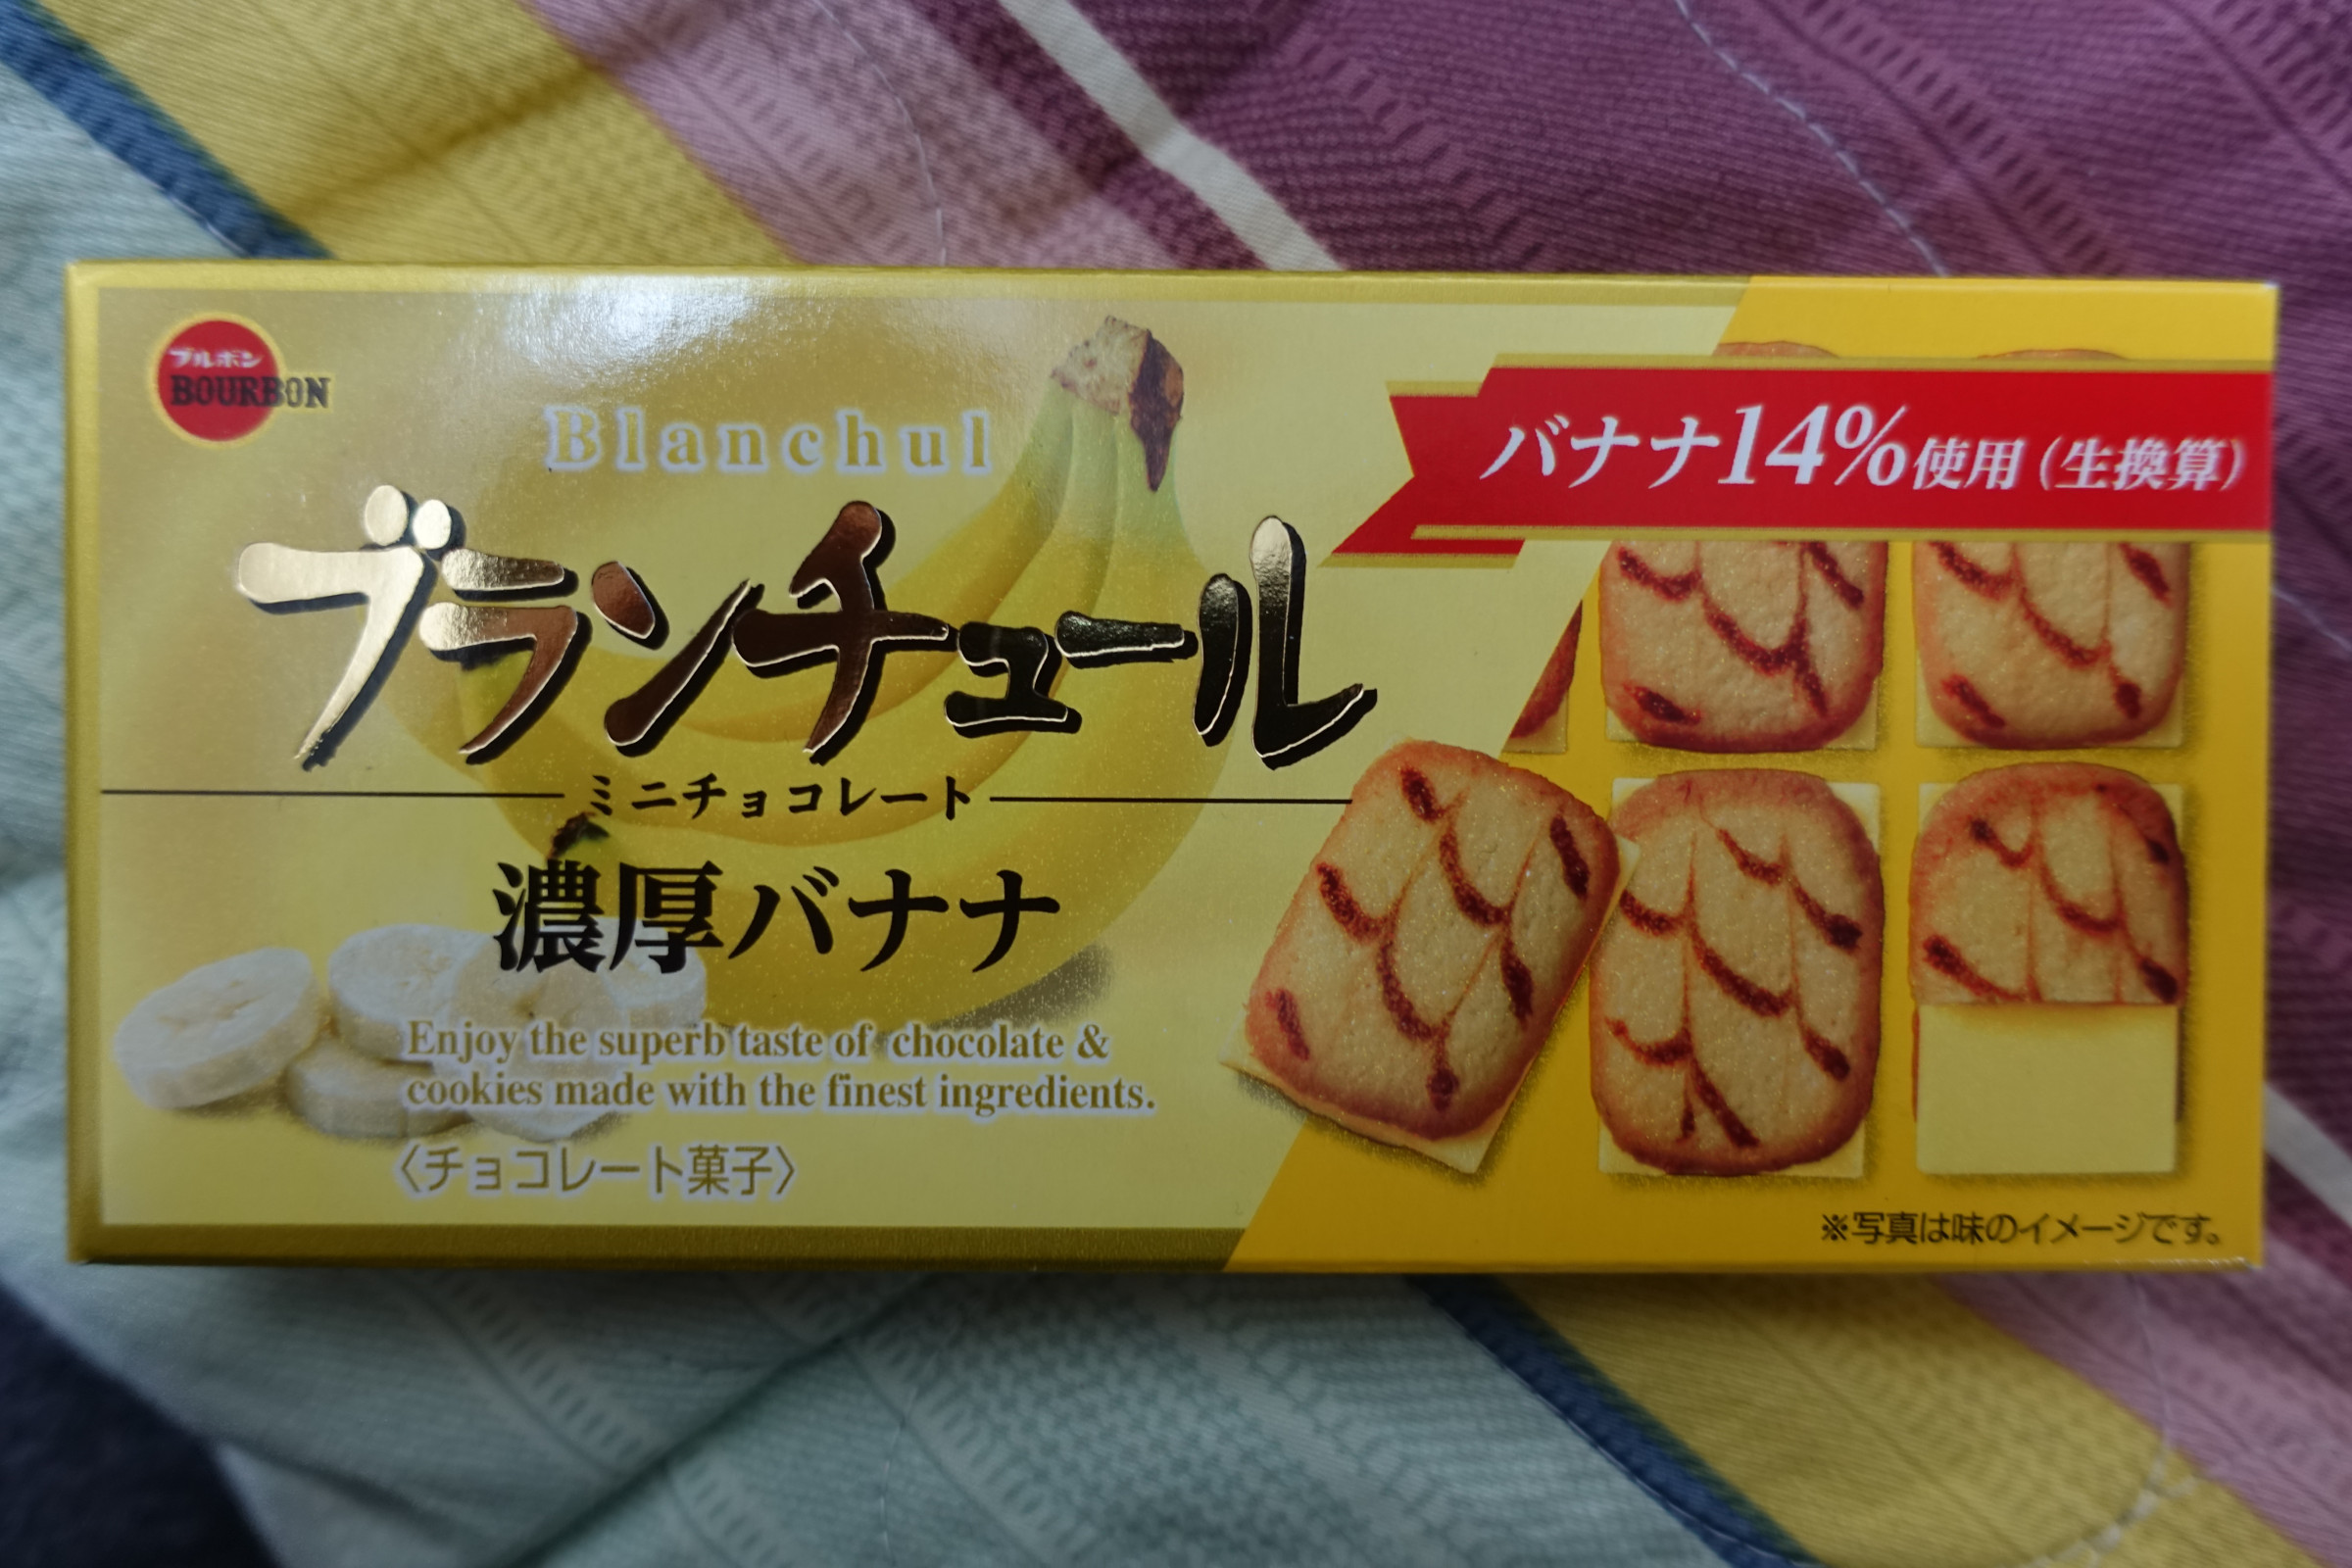 ブルボン
BOURBON
Blanchul
ブランチュール
ミニチョコレート
濃厚バナナ
Enjoy the superb taste of chocolate &
cookies made with the finest ingredients.
〈チョコレート菓子〉
バナナ14%使用(生換算)
※写真は味のイメージです。